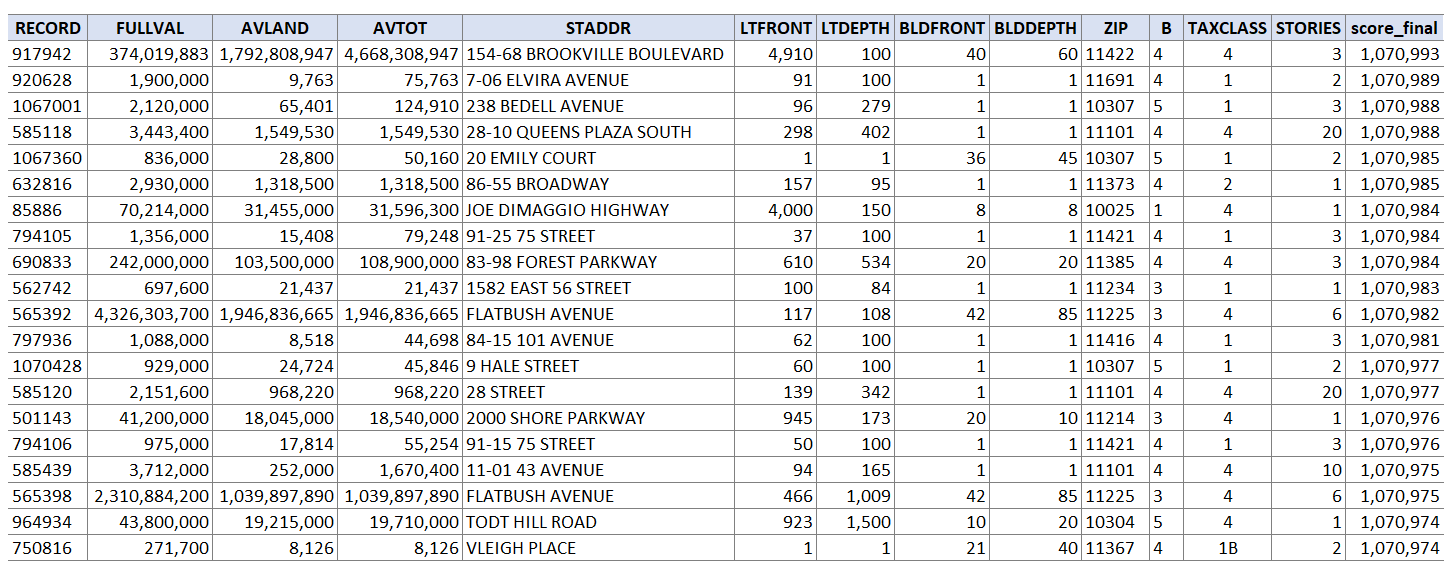 RECORD FULLVAL AVLAND AVTOT STADDR LTFRONT LTDEPTH BLDFRONT BLDDEPTH ZIP B TAXCLASS STORIES score_final
917942 374,019,883 1,792,808,947 4,668,308,947 154-68 BROOKVILLE BOULEVARD 4,910 100 40 60 11422 4 4 3 1,070,993
920628 1,900,000 9,763 75,763 7-06 ELVIRA AVENUE 91 100 1 1 11691 4 1 2 1,070,989
1067001 2,120,000 65,401 124,910 238 BEDELL AVENUE 96 279 1 1 10307 5 1 3 1,070,988
585118 3,443,400 1,549,530 1,549,530 28-10 QUEENS PLAZA SOUTH 298 402 1 1 11101 4 4 20 1,070,988
1067360 836,000 28,800 50,160 20 EMILY COURT 1 1 36 45 10307 5 1 2 1,070,985
632816 2,930,000 1,318,500 1,318,500 86-55 BROADWAY 157 95 1 1 11373 4 2 1 1,070,985
85886 70,214,000 31,455,000 31,596,300 JOE DIMAGGIO HIGHWAY 4,000 150 8 8 10025 1 4 1 1,070,984
794105 1,356,000 15,408 79,248 91-25 75 STREET 37 100 1 1 11421 4 1 3 1,070,984
690833 242,000,000 103,500,000 108,900,000 83-98 FOREST PARKWAY 610 534 20 20 11385 4 4 3 1,070,984
562742 697,600 21,437 21,437 1582 EAST 56 STREET 100 84 1 1 11234 3 1 1 1,070,983
565392 4,326,303,700 1,946,836,665 1,946,836,665 FLATBUSH AVENUE 117 108 42 85 11225 3 4 6 1,070,982
797936 1,088,000 8,518 44,698 84-15 101 AVENUE 62 100 1 1 11416 4 1 3 1,070,981
1070428 929,000 24,724 45,846 9 HALE STREET 60 100 1 1 10307 5 1 2 1,070,977
585120 2,151,600 968,220 968,220 28 STREET 139 342 1 1 11101 4 4 20 1,070,977
501143 41,200,000 18,045,000 18,540,000 2000 SHORE PARKWAY 945 173 20 10 11214 3 4 1 1,070,976
794106 975,000 17,814 55,254 91-15 75 STREET 50 100 1 1 11421 4 1 3 1,070,976
585439 3,712,000 252,000 1,670,400 11-01 43 AVENUE 94 165 1 1 11101 4 4 10 1,070,975
565398 2,310,884,200 1,039,897,890 1,039,897,890 FLATBUSH AVENUE 466 1,009 42 85 11225 3 4 6 1,070,975
964934 43,800,000 19,215,000 19,710,000 TODT HILL ROAD 923 1,500 10 20 10304 5 4 1 1,070,974
750816 271,700 8,126 8,126 VLEIGH PLACE 1 1 21 40 11367 4 1B 2 1,070,974